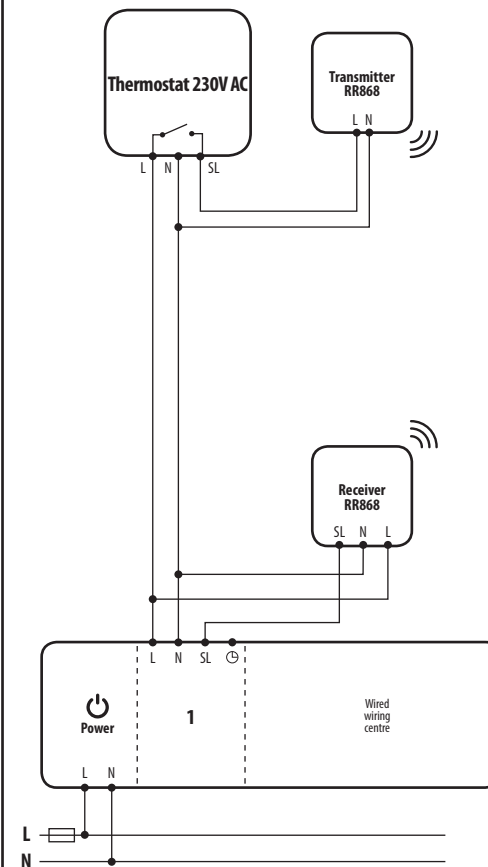 Thermostat 230V AC
L N SL
Transmitter
RR868
L N
Receiver
RR868
SL N L
L N SL
Power
1
Wired
wiring
centre
L N
L
N